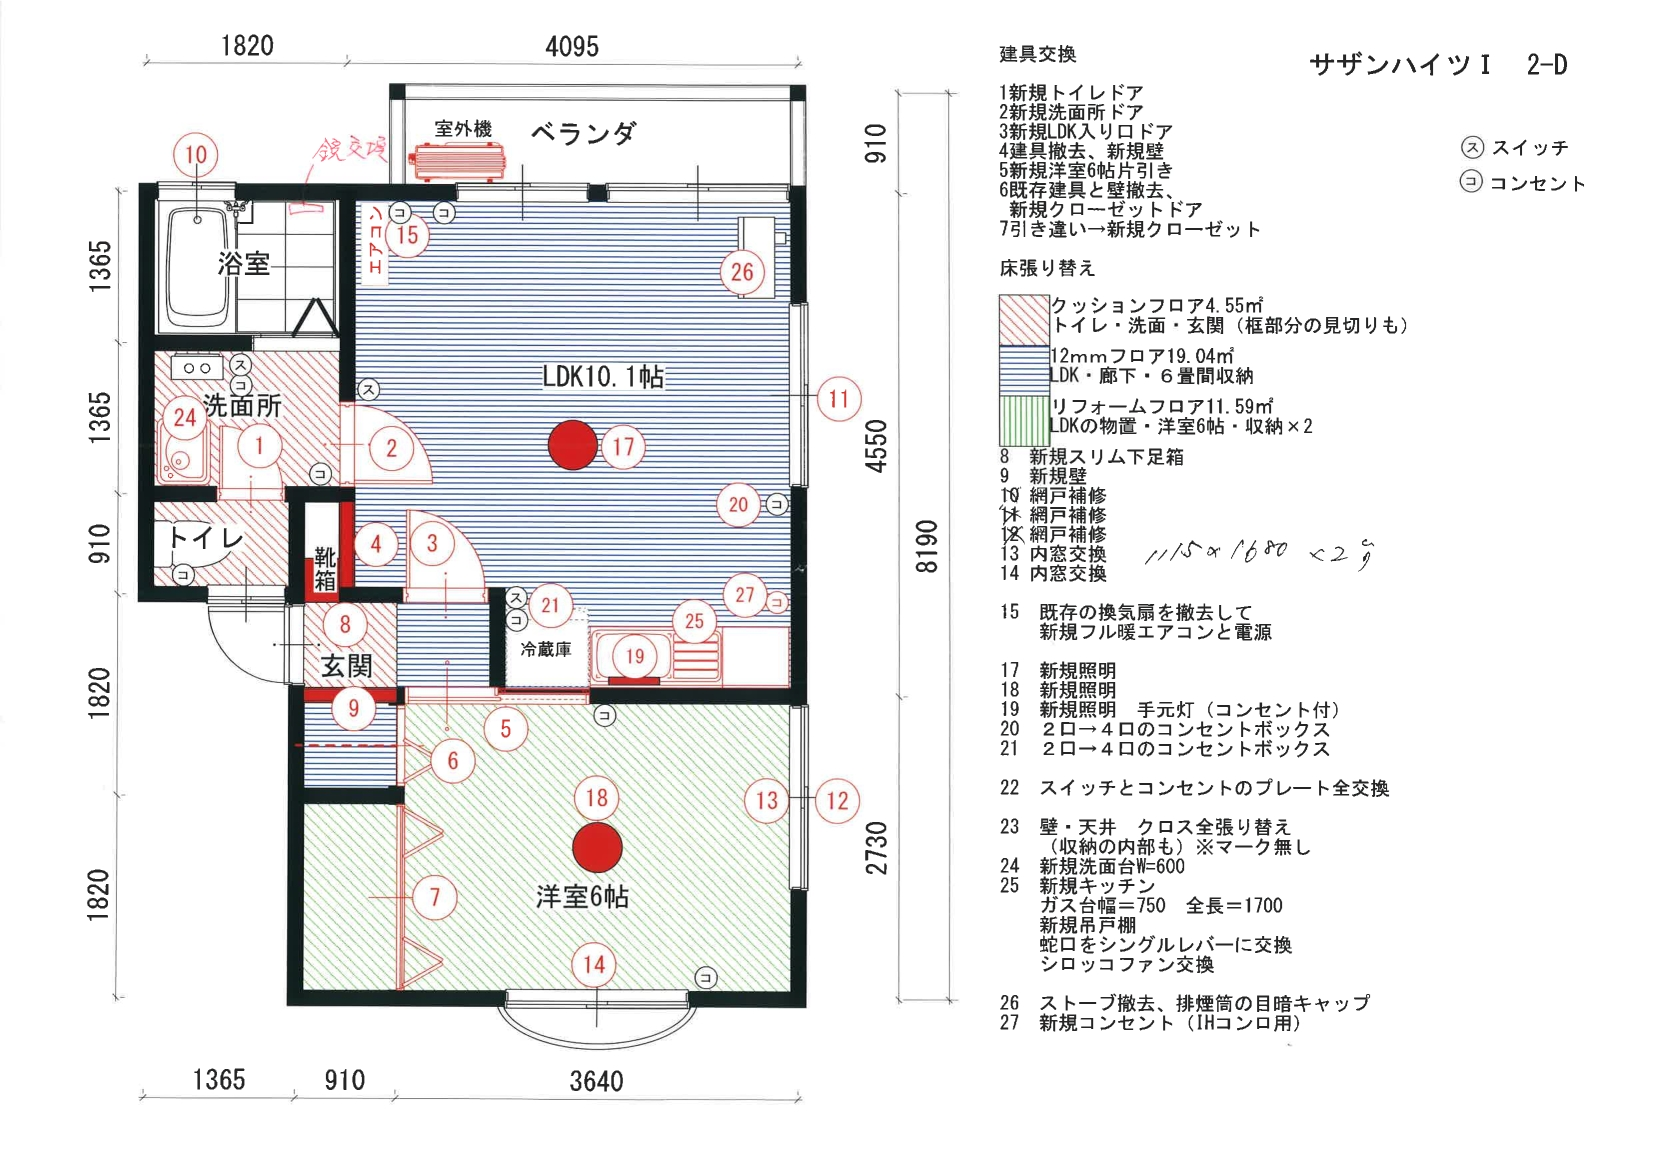 1820
4095
建具交換
サザンハイツⅠ 2-D
1新規トイレドア
2新規洗面所ドア
3新規LDK入り口ドア
4建具撤去、新規壁
5新規洋室6帖片引き
6既存建具と壁撤去、
新規クローゼットドア
7引き違い→新規クローゼット
ス スイッチ
コ コンセント
床張り替え
クッションフロア4.55㎡
トイレ・洗面・玄関（框部分の見切りも）
12mmフロア19.04㎡
LDK・廊下・６畳間収納
リフォームフロア11.59㎡
LDKの物置・洋室6帖・収納×2
8 新規スリム下足箱
9 新規壁
10 網戸補修
11 網戸補修
12 網戸補修
13 内窓交換
14 内窓交換
1115×1680 ×2
15 既存の換気扇を撤去して
新規フル暖エアコンと電源
17 新規照明
18 新規照明
19 新規照明 手元灯（コンセント付）
20 ２口→４口のコンセントボックス
21 ２口→４口のコンセントボックス
22 スイッチとコンセントのプレート全交換
23 壁・天井 クロス全張り替え
（収納の内部も）※マーク無し
24 新規洗面台W=600
25 新規キッチン
ガス台幅＝750 全長＝1700
新規吊戸棚
蛇口をシングルレバーに交換
シロッコファン交換
26 ストーブ撤去、排煙筒の目暗キャップ
27 新規コンセント（IHコンロ用）
室外機
ベランダ
910
鏡交換
10
エアコン
コ
コ
15
26
浴室
1365
LDK10.1帖
ス
コ
ス
洗面所
24
1
2
コ
17
11
1365
4550
20
コ
トイレ
コ
靴箱
4
3
910
8190
ス
コ
21
27
コ
25
冷蔵庫
19
8
玄関
1820
9
5
コ
6
18
13
12
2730
洋室6帖
7
1820
14
コ
1365
910
3640